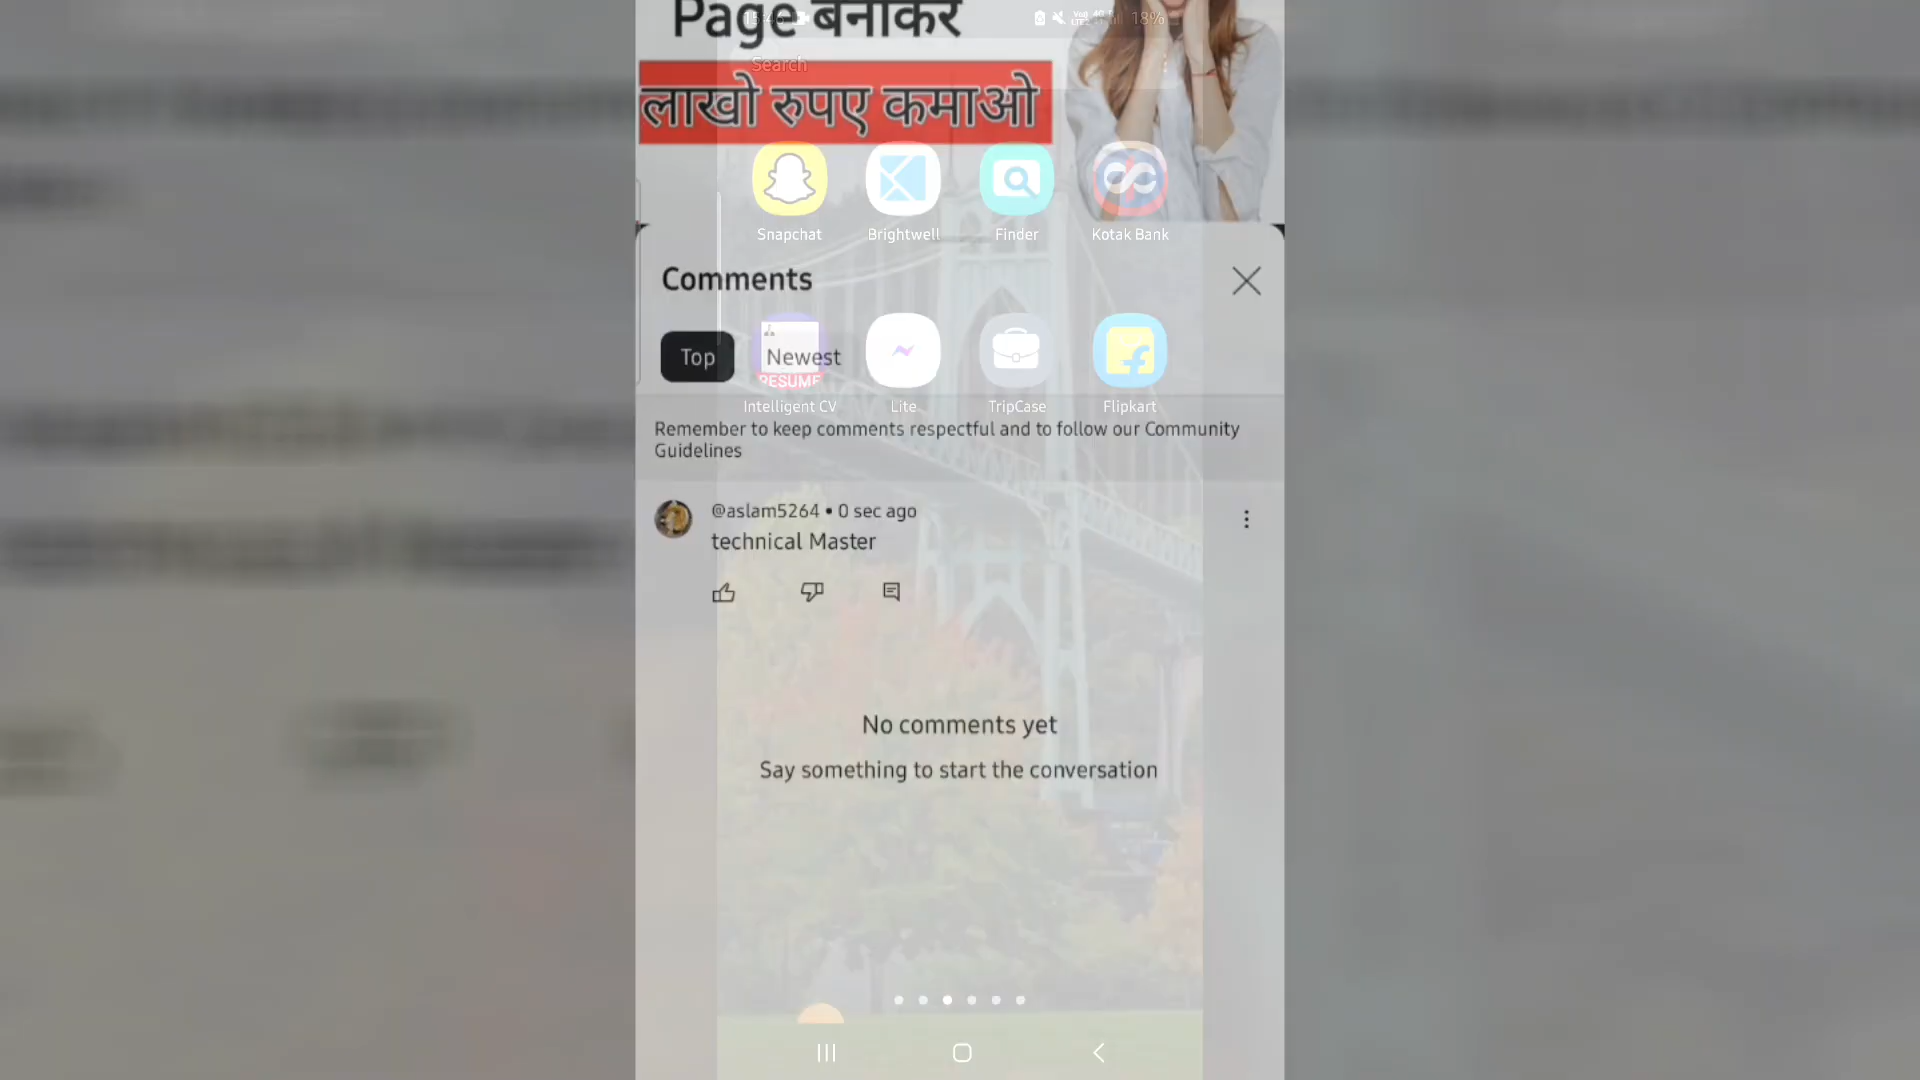 Page बनाकर
18%
Search
लाखो रुपए कमाओ
Snapchat
Brightwell
Finder
Kotak Bank
Comments
Top
Newest
RESUME
Intelligent CV
Lite
TripCase
Flipkart
Remember to keep comments respectful and to follow our Community
Guidelines
@aslam5264 • 0 sec ago
technical Master
No comments yet
Say something to start the conversation